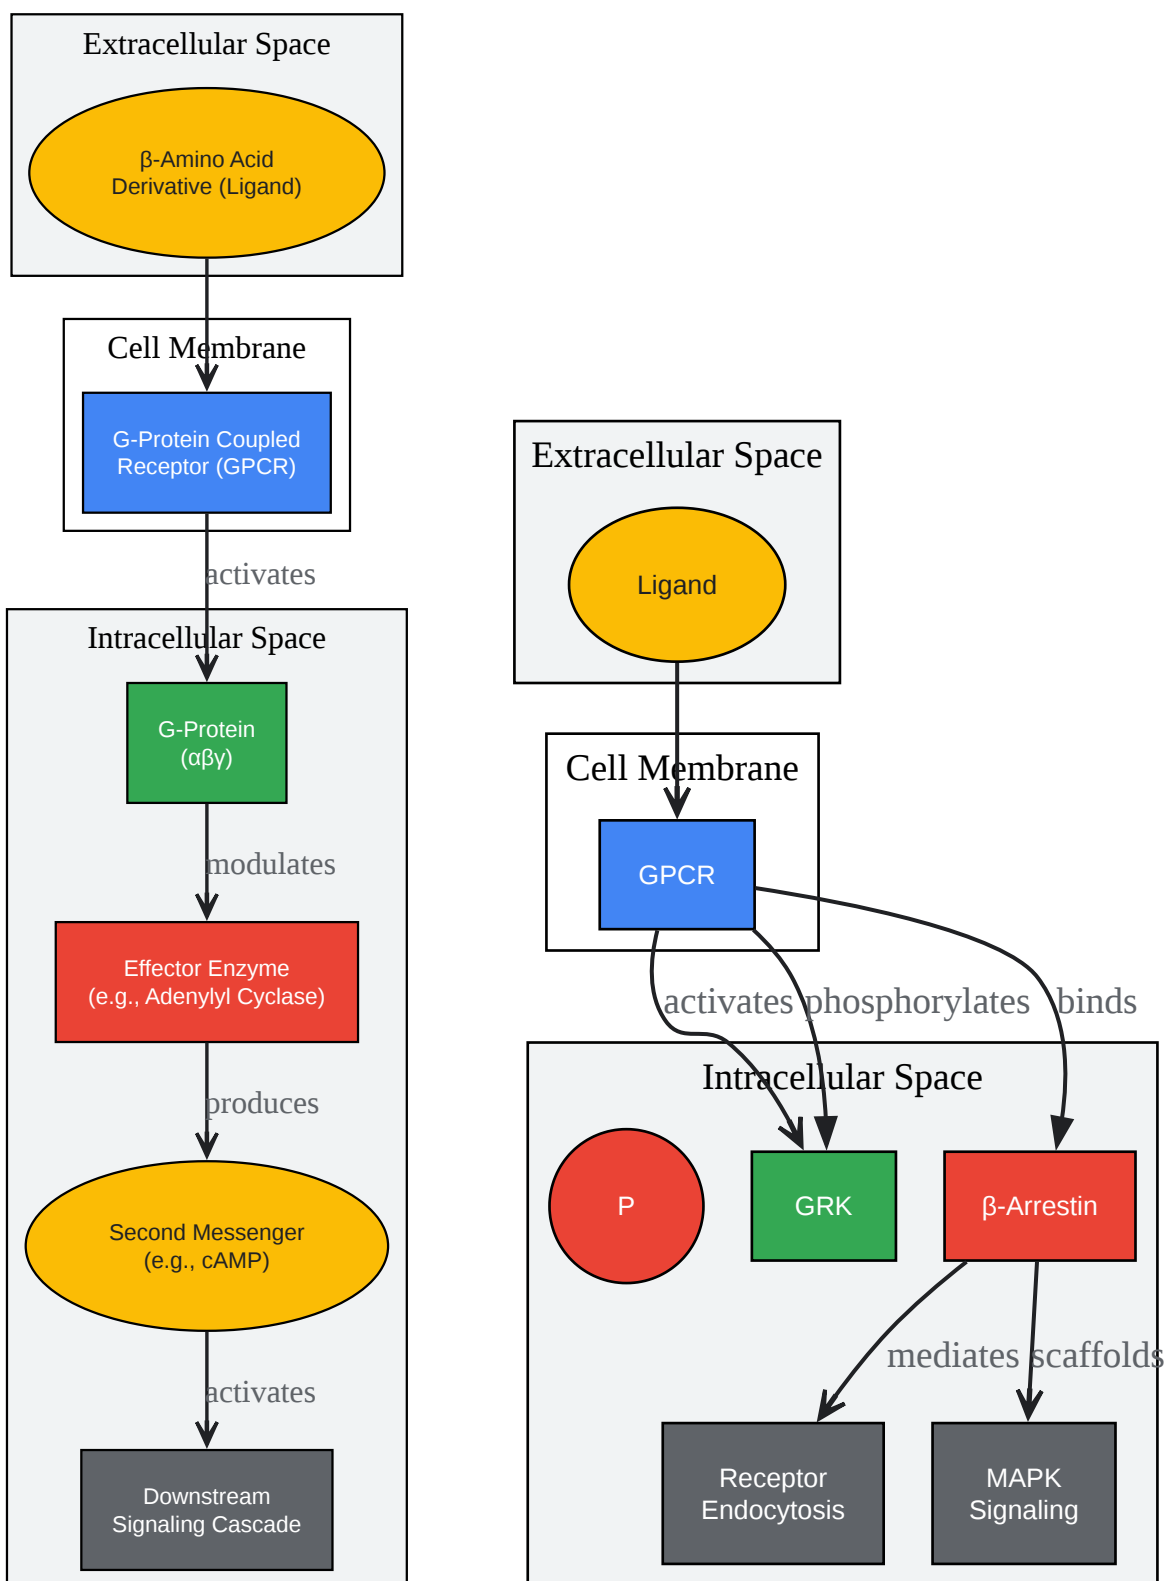 Extracellular Space
β-Amino Acid
Derivative (Ligand)
Cell Membrane
G-Protein Coupled
Receptor (GPCR)
activates
Intracellular Space
G-Protein
(αβγ)
modulates
Effector Enzyme
(e.g., Adenylyl Cyclase)
produces
Second Messenger
(e.g., cAMP)
activates
Downstream
Signaling Cascade
Extracellular Space
Ligand
Cell Membrane
GPCR
activates
phosphorylates
binds
Intracellular Space
P
GRK
β-Arrestin
mediates
scaffolds
Receptor
Endocytosis
MAPK
Signaling